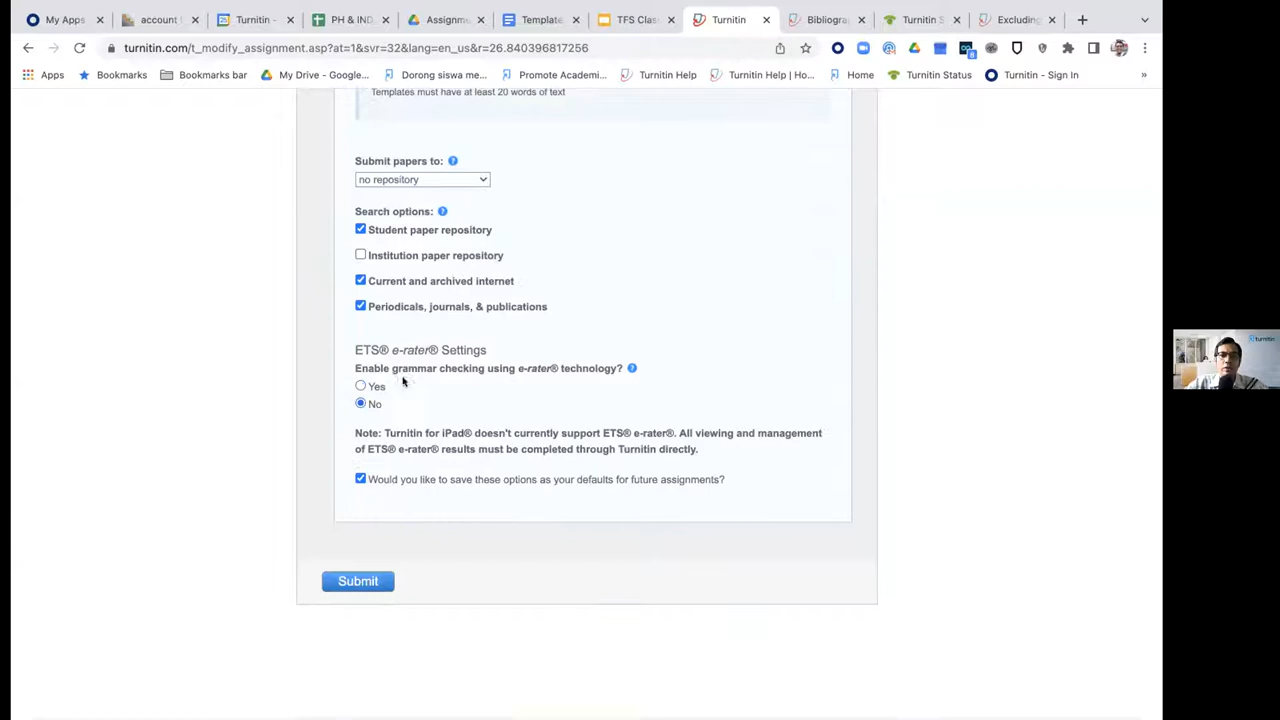 My Apps
account
Turnitin -
PH & IND
Assignm
Template
TFS Clas
Turnitin
Bibliogra
Turnitin S
Excluding
turnitin.com/t_modify_assignment.asp?at=1&svr=32&lang=en_us&r=26.840396817256
8
Apps
Bookmarks
Bookmarks bar
My Drive - Google...
Dorong siswa me...
Promote Academi...
Turnitin Help
Turnitin Help | Ho...
Home
Turnitin Status
Turnitin - Sign In
»
Templates must have at least 20 words of text
Submit papers to: ?
no repository
Search options: ?
Student paper repository
Institution paper repository
Current and archived internet
Periodicals, journals, & publications
ETS® e-rater® Settings
Enable grammar checking using e-rater® technology? ?
Yes
No
Note: Turnitin for iPad® doesn't currently support ETS® e-rater®. All viewing and management
of ETS® e-rater® results must be completed through Turnitin directly.
Would you like to save these options as your defaults for future assignments?
Submit
turnitin